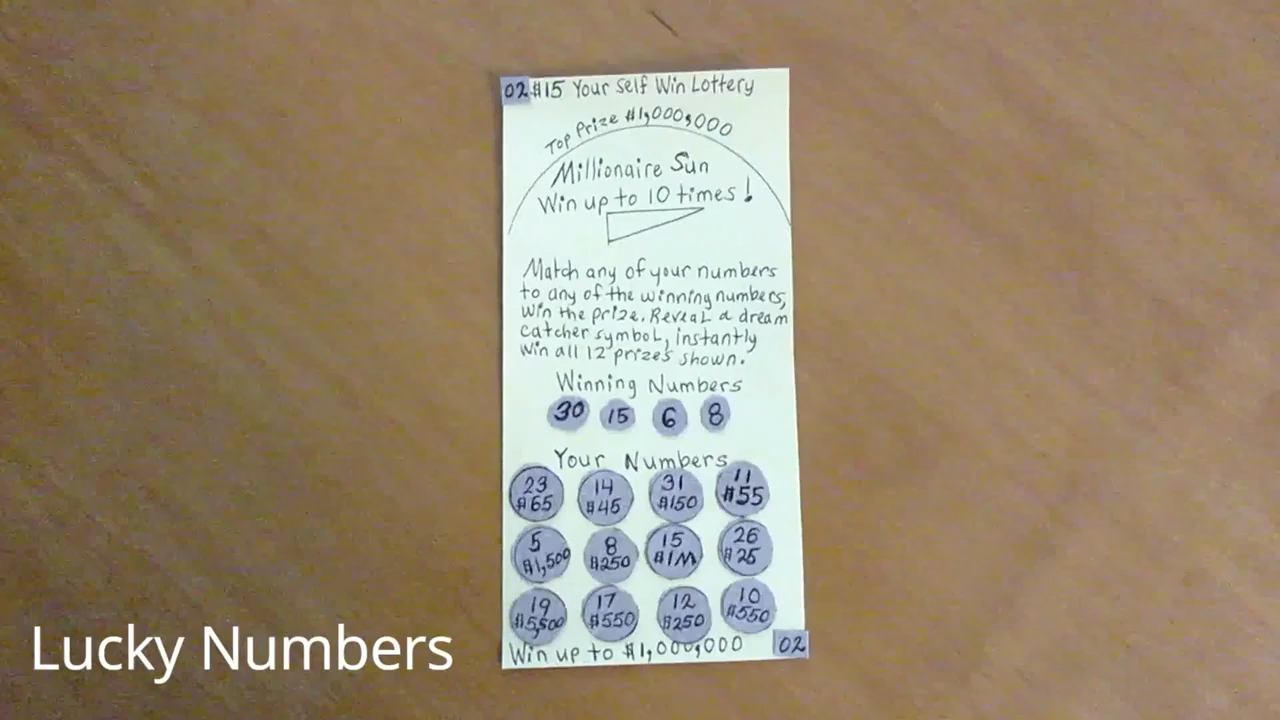 02 $15 Your Self Win Lottery
Top Prize $1,000,000
Millionaire Sun
Win up to 10 times!
Match any of your numbers
to any of the winning numbers,
win the prize. Reveal a dream
catcher symbol, instantly
win all 12 prizes shown.
Winning Numbers
30 15 6 8
Your Numbers
23 14 31 11
$65 $45 $150 $55
5 8 15 26
$1,500 $250 $1M $25
19 17 12 10
$5,500 $550 $250 $550
Win up to $1,000,000 02
Lucky Numbers